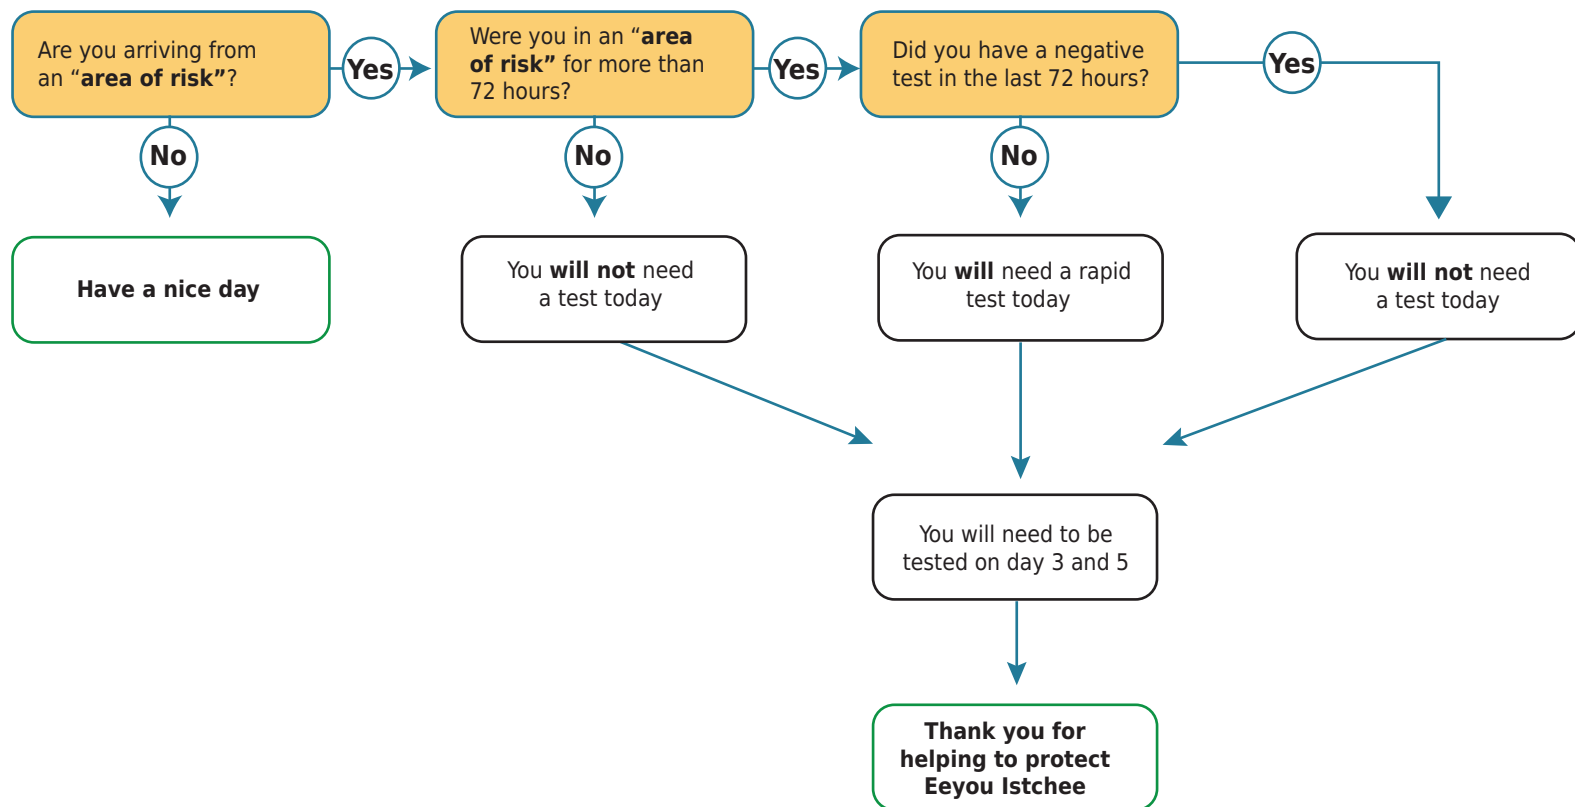 Are you arriving from
an “area of risk”?
Yes
Were you in an “area
of risk” for more than
72 hours?
Yes
Did you have a negative
test in the last 72 hours?
Yes
No
No
No
Have a nice day
You will not need
a test today
You will need a rapid
test today
You will not need
a test today
You will need to be
tested on day 3 and 5
Thank you for
helping to protect
Eeyou Istchee